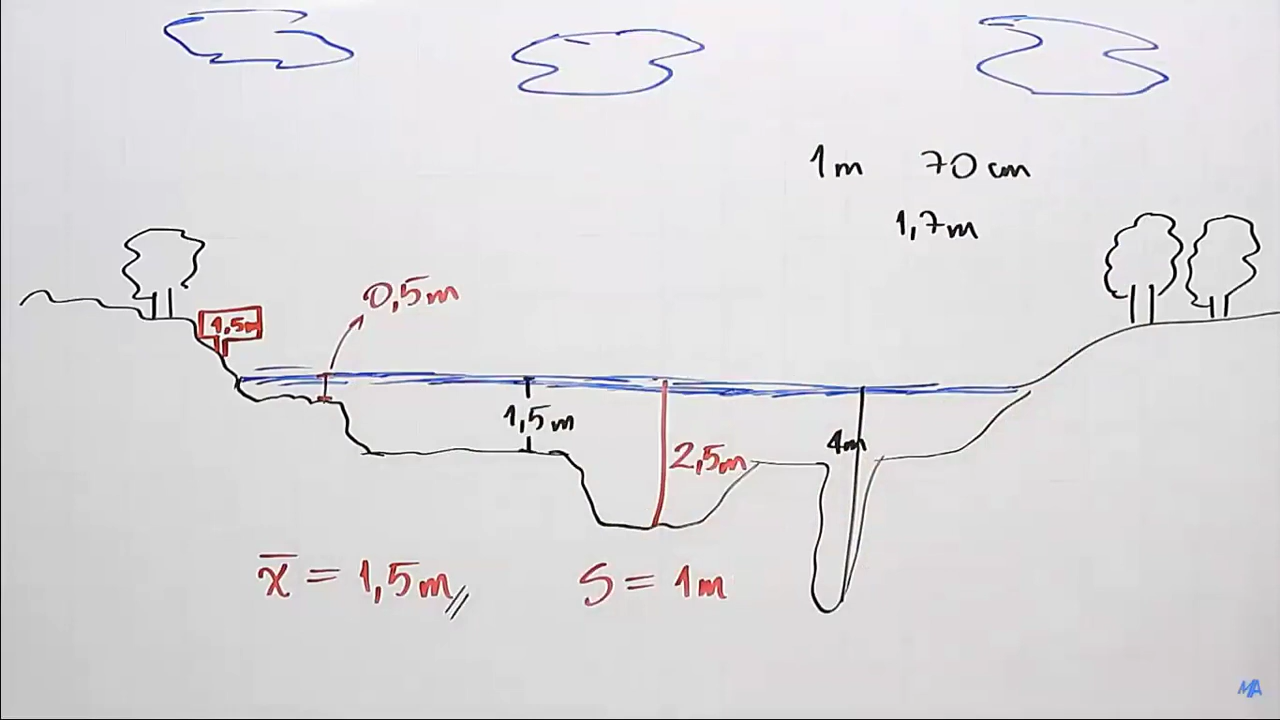 1m 70cm
1,7m
0,5m
1,5m
1,5m
2,5m
4m
x̄ = 1,5m
S = 1m
MA